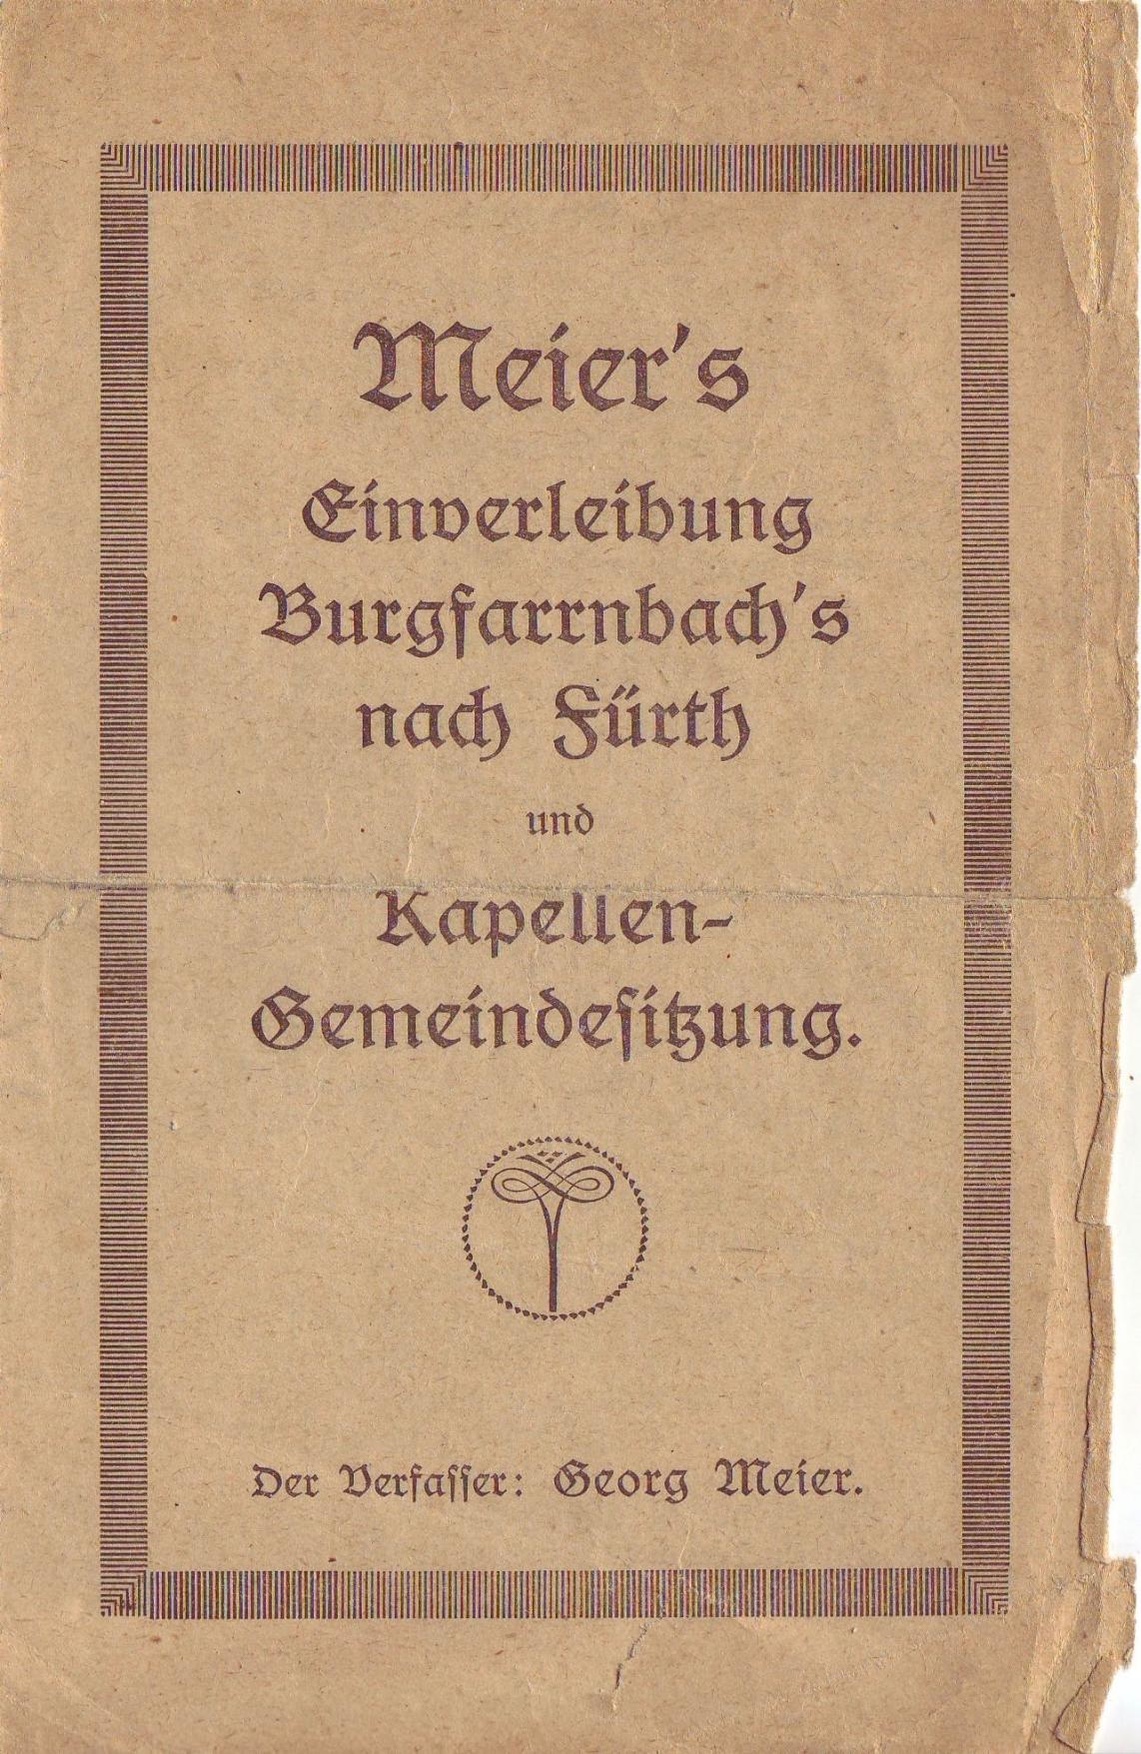 Meier's
Einverleibung
Burgfarrnbach's
nach Fürth
und
Kapellen-
Gemeindesitzung.
Der Verfasser: Georg Meier.